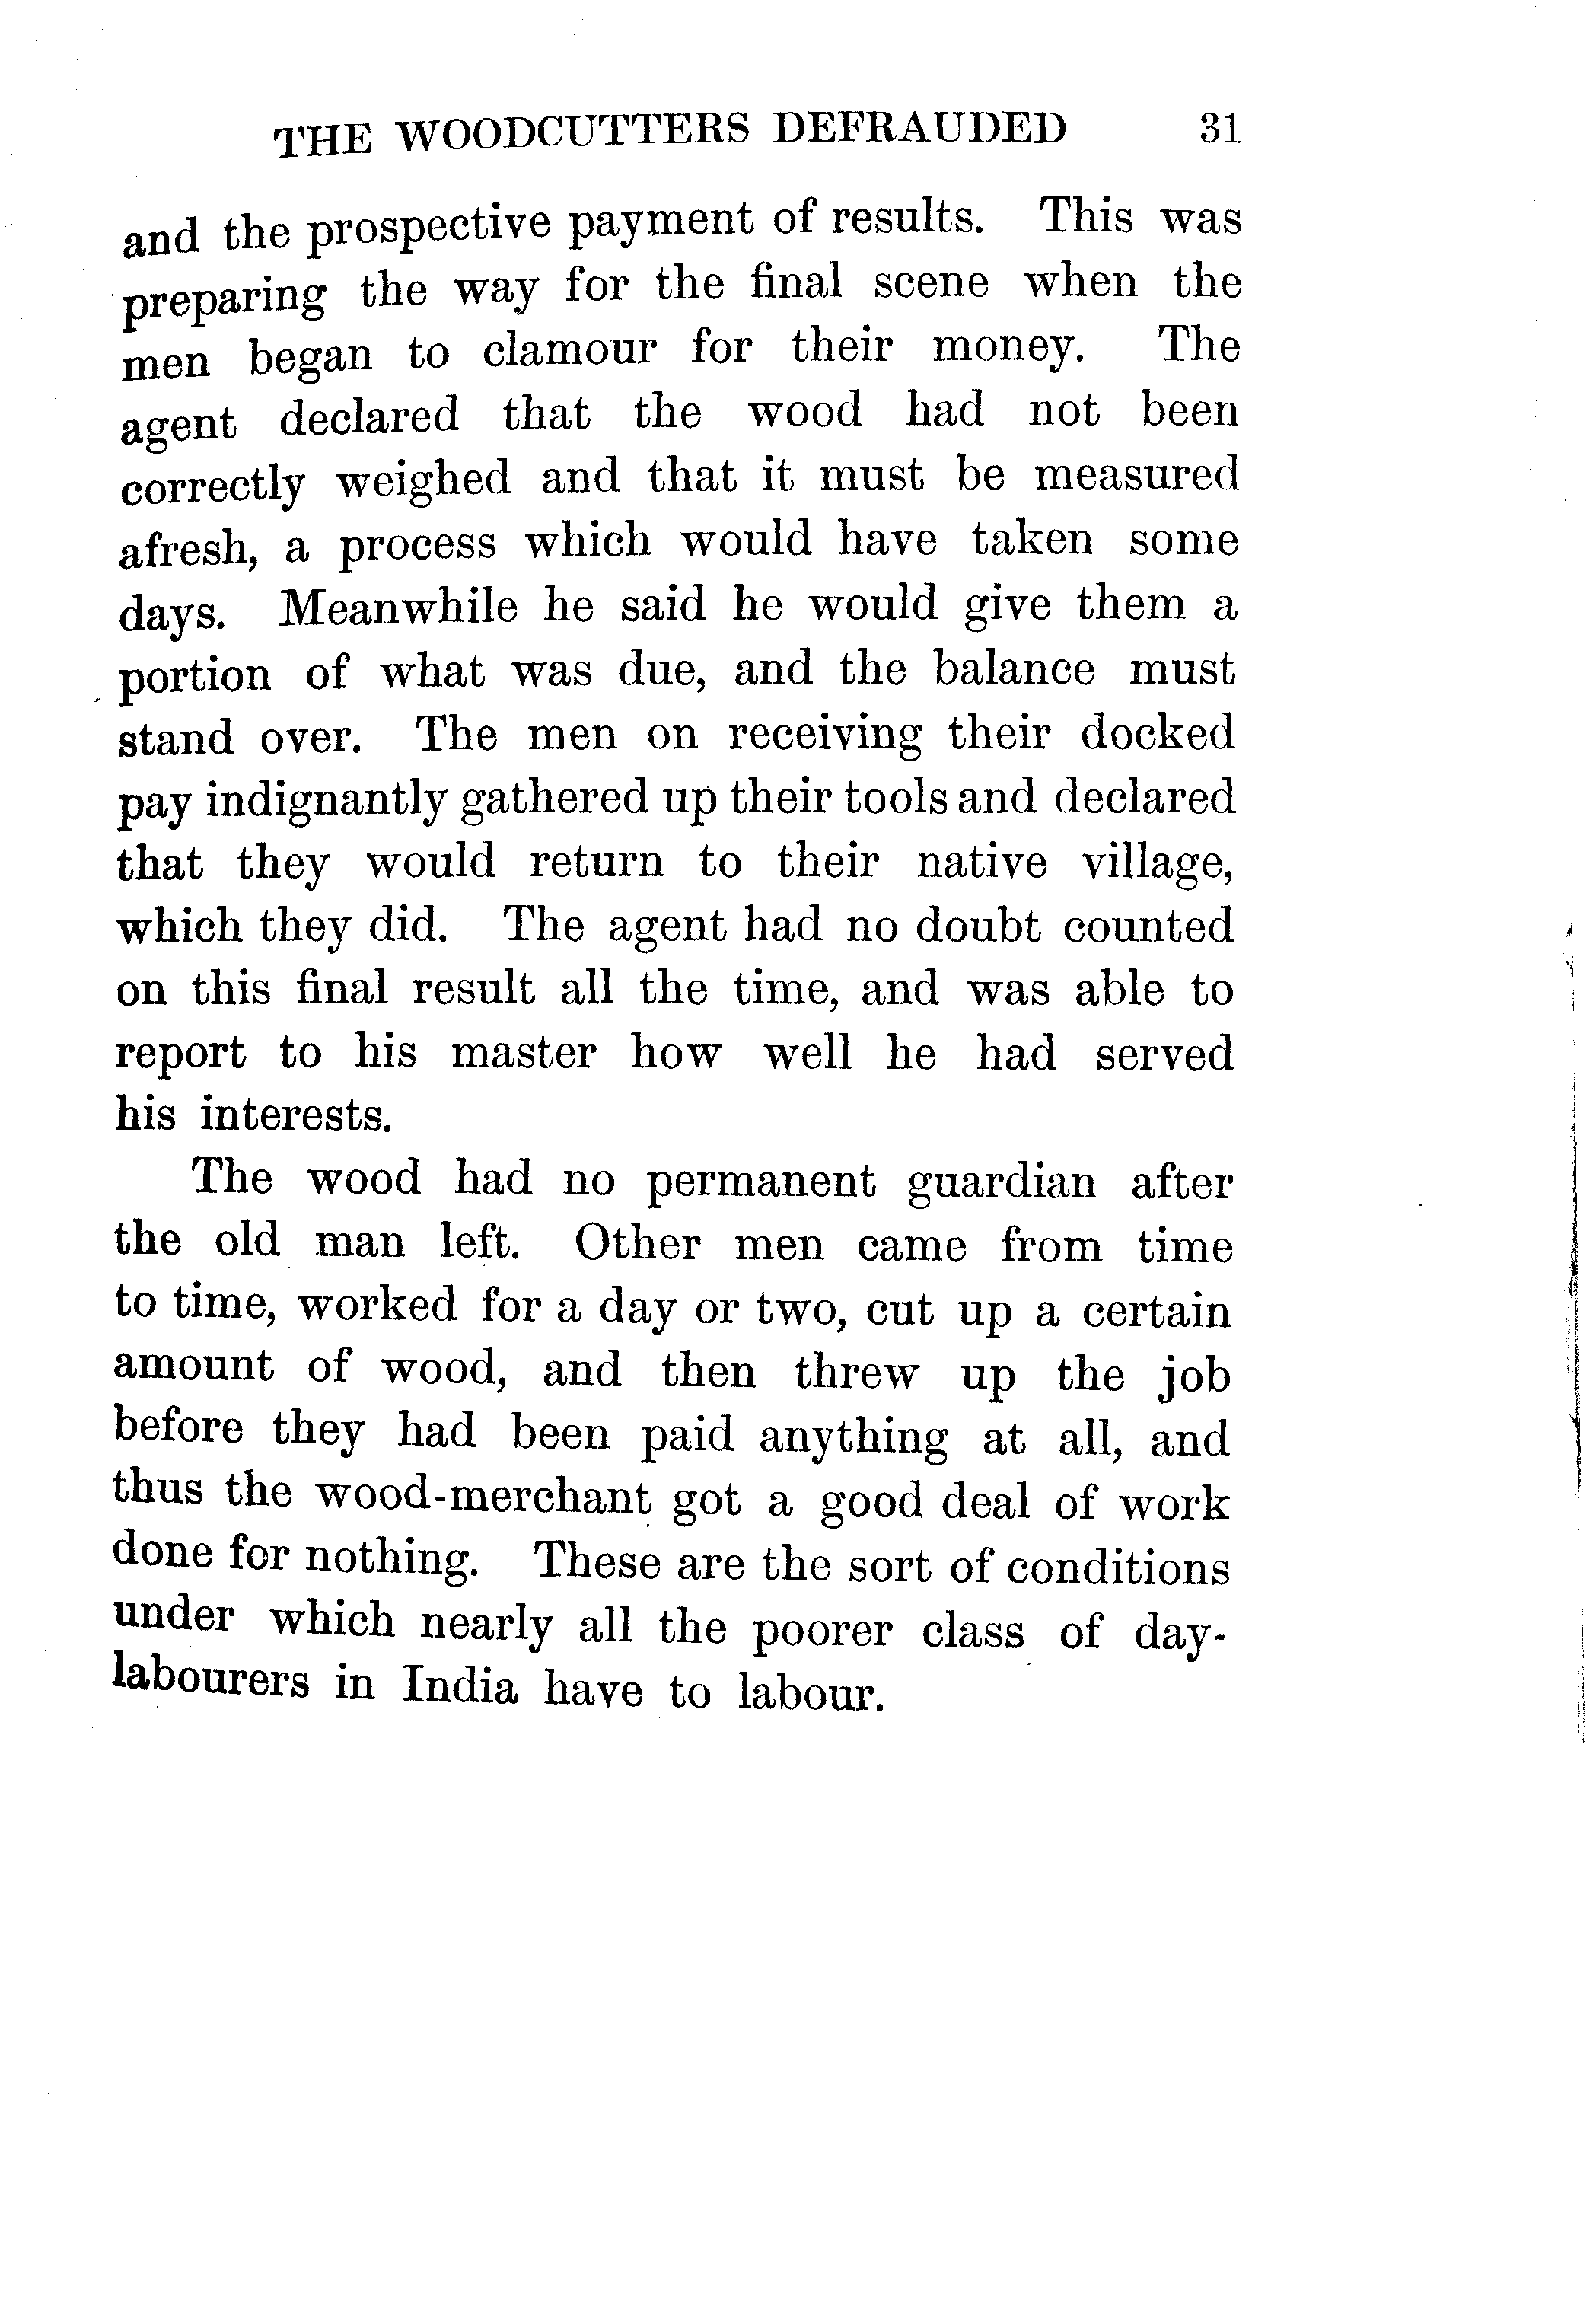 THE WOODCUTTERS DEFRAUDED 31
and the prospective payment of results. This was
preparing the way for the final scene when the
men began to clamour for their money. The
agent declared that the wood had not been
correctly weighed and that it must be measured
afresh, a process which would have taken some
days. Meanwhile he said he would give them a
portion of what was due, and the balance must
stand over. The men on receiving their docked
pay indignantly gathered up their tools and declared
that they would return to their native village,
which they did. The agent had no doubt counted
on this final result all the time, and was able to
report to his master how well he had served
his interests.
The wood had no permanent guardian after
the old man left. Other men came from time
to time, worked for a day or two, cut up a certain
amount of wood, and then threw up the job
before they had been paid anything at all, and
thus the wood-merchant got a good deal of work
done for nothing. These are the sort of conditions
under which nearly all the poorer class of day-
labourers in India have to labour.